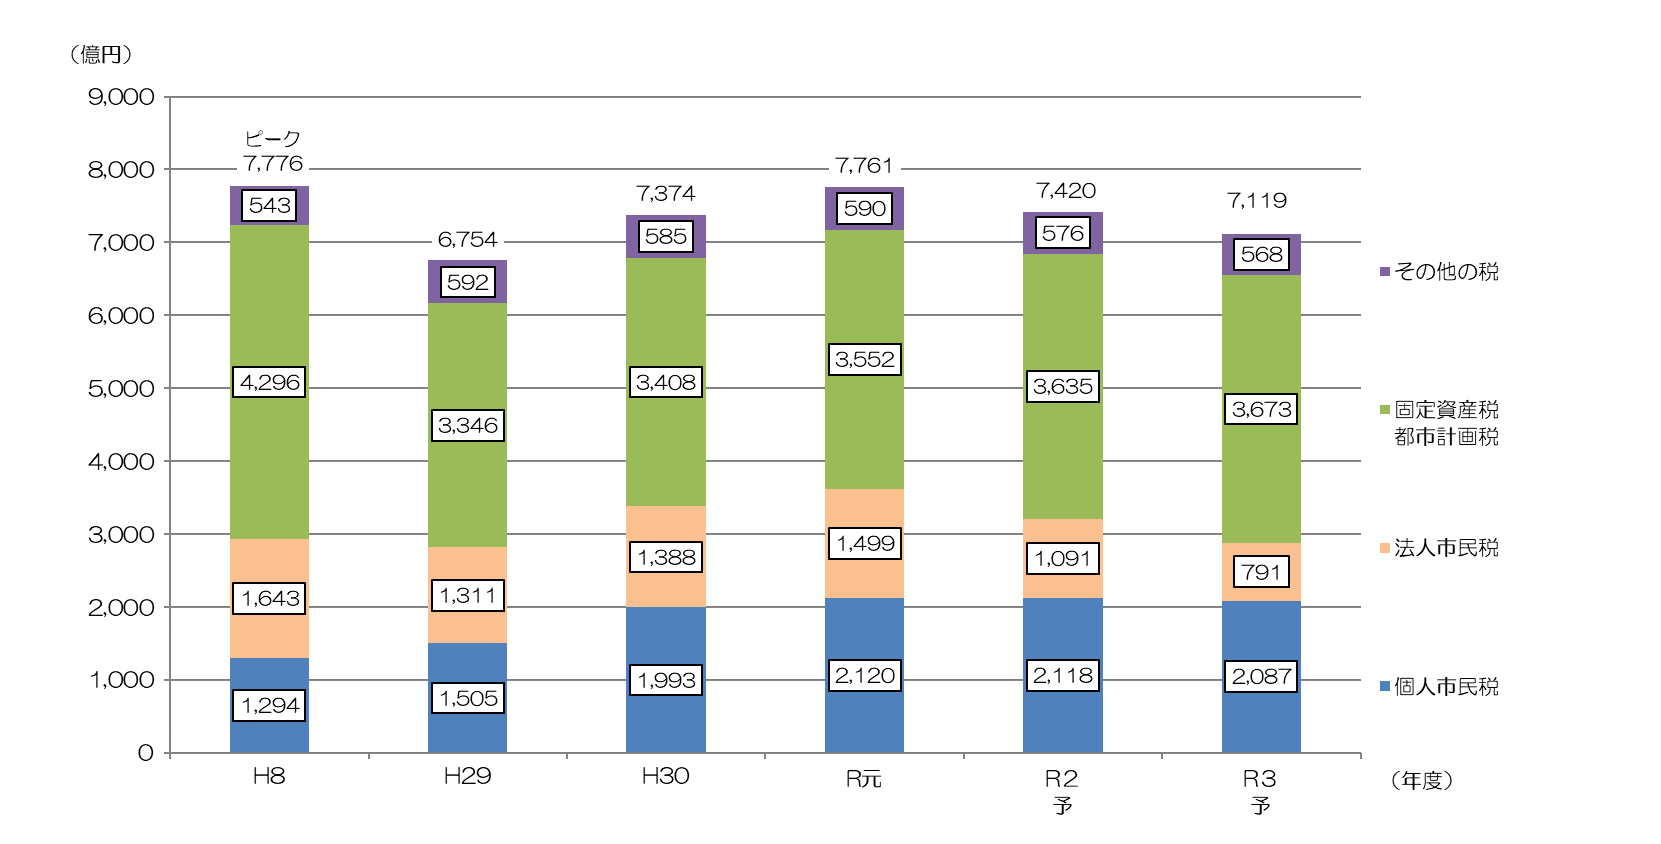 （億円）
9,000
8,000
7,000
6,000
5,000
4,000
3,000
2,000
1,000
0
ピーク
7,776
543
4,296
1,643
1,294
H8
6,754
592
3,346
1,311
1,505
H29
7,374
585
3,408
1,388
1,993
H30
7,761
590
3,552
1,499
2,120
R元
7,420
576
3,635
1,091
2,118
R2
予
7,119
568
3,673
791
2,087
R3
予
（年度）
その他の税
固定資産税
都市計画税
法人市民税
個人市民税